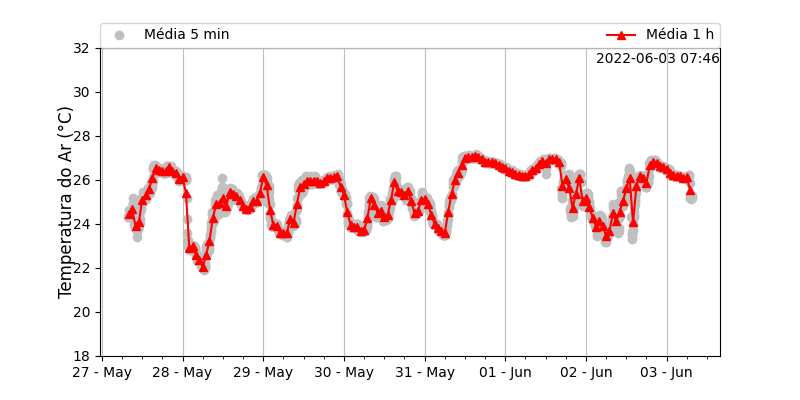 Média 5 min
Média 1 h
2022-06-03 07:46
Temperatura do Ar (°C)
32
30
28
26
24
22
20
18
27 - May
28 - May
29 - May
30 - May
31 - May
01 - Jun
02 - Jun
03 - Jun